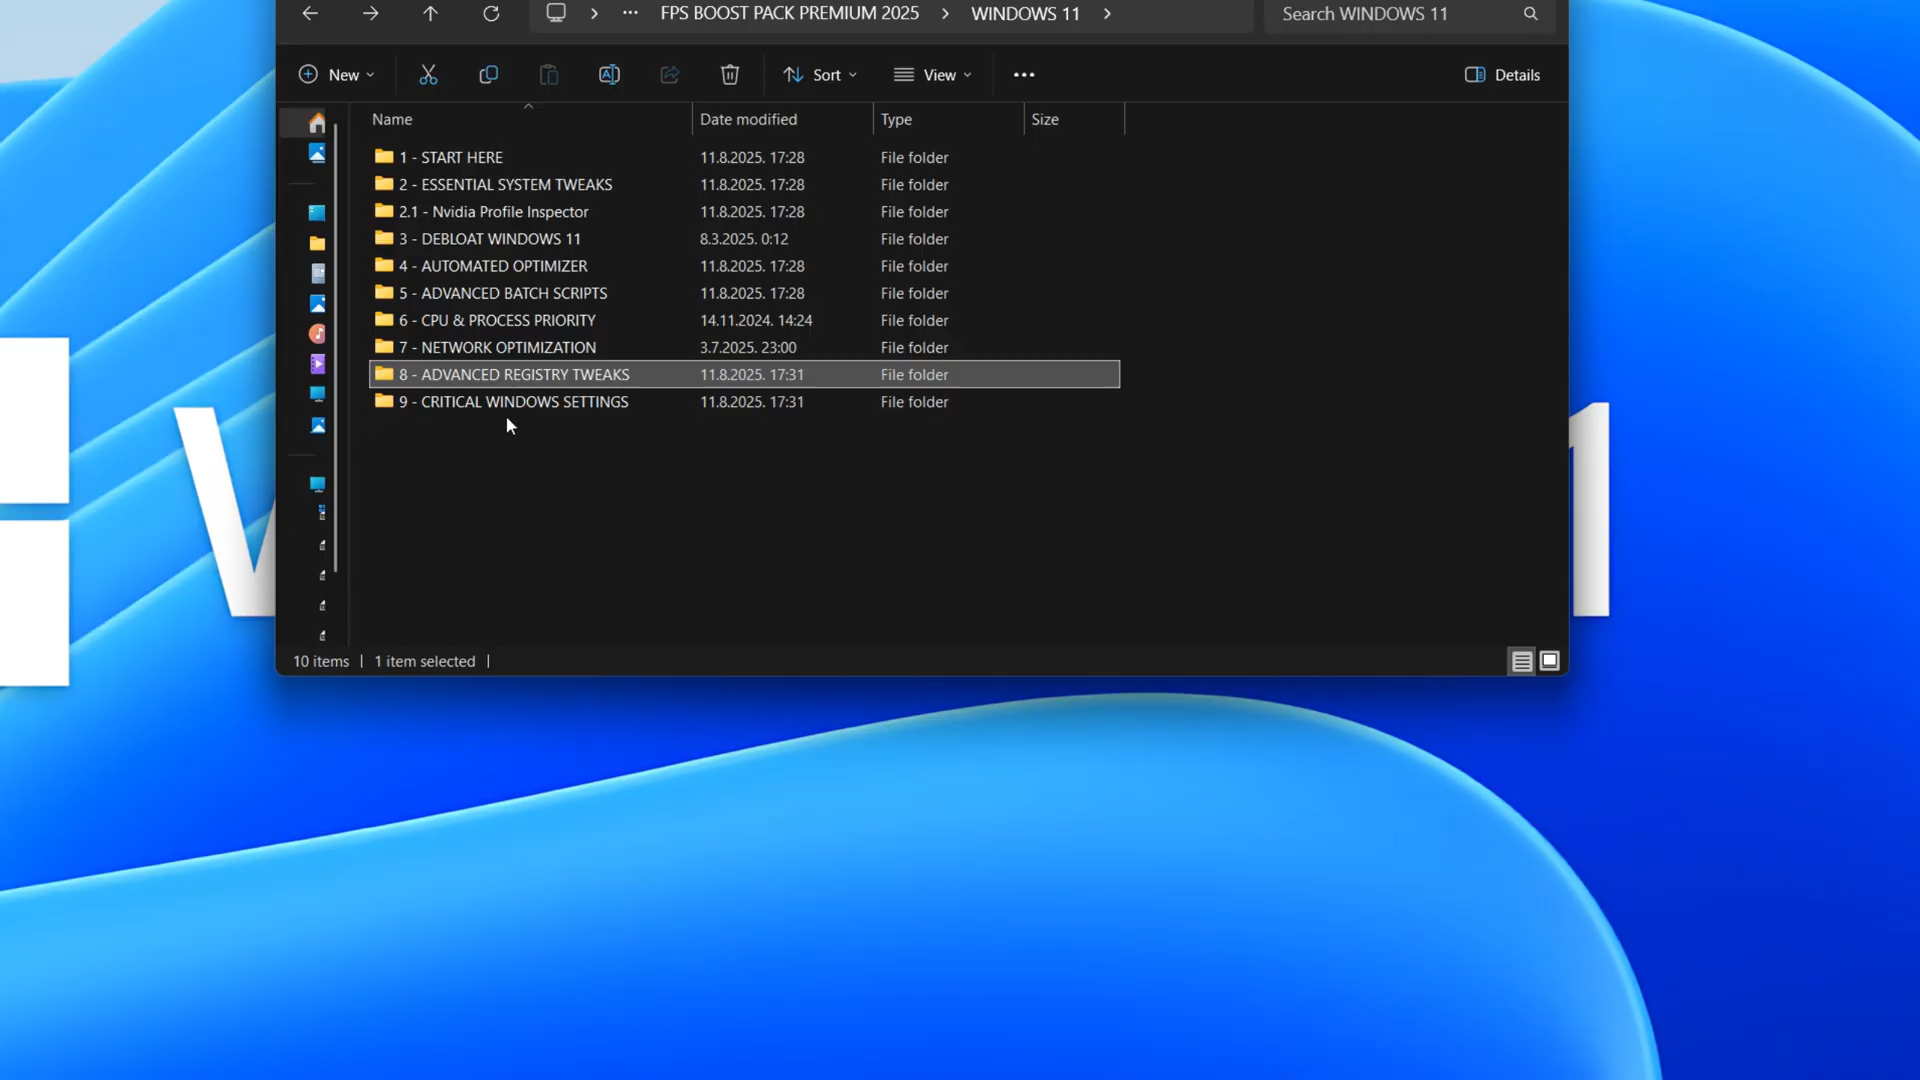 FPS BOOST PACK PREMIUM 2025 WINDOWS 11 Search WINDOWS 11
New Sort View Details
Name Date modified Type Size
1 - START HERE 11.8.2025. 17:28 File folder
2 - ESSENTIAL SYSTEM TWEAKS 11.8.2025. 17:28 File folder
2.1 - Nvidia Profile Inspector 11.8.2025. 17:28 File folder
3 - DEBLOAT WINDOWS 11 8.3.2025. 0:12 File folder
4 - AUTOMATED OPTIMIZER 11.8.2025. 17:28 File folder
5 - ADVANCED BATCH SCRIPTS 11.8.2025. 17:28 File folder
6 - CPU & PROCESS PRIORITY 14.11.2024. 14:24 File folder
7 - NETWORK OPTIMIZATION 3.7.2025. 23:00 File folder
8 - ADVANCED REGISTRY TWEAKS 11.8.2025. 17:31 File folder
9 - CRITICAL WINDOWS SETTINGS 11.8.2025. 17:31 File folder
10 items 1 item selected